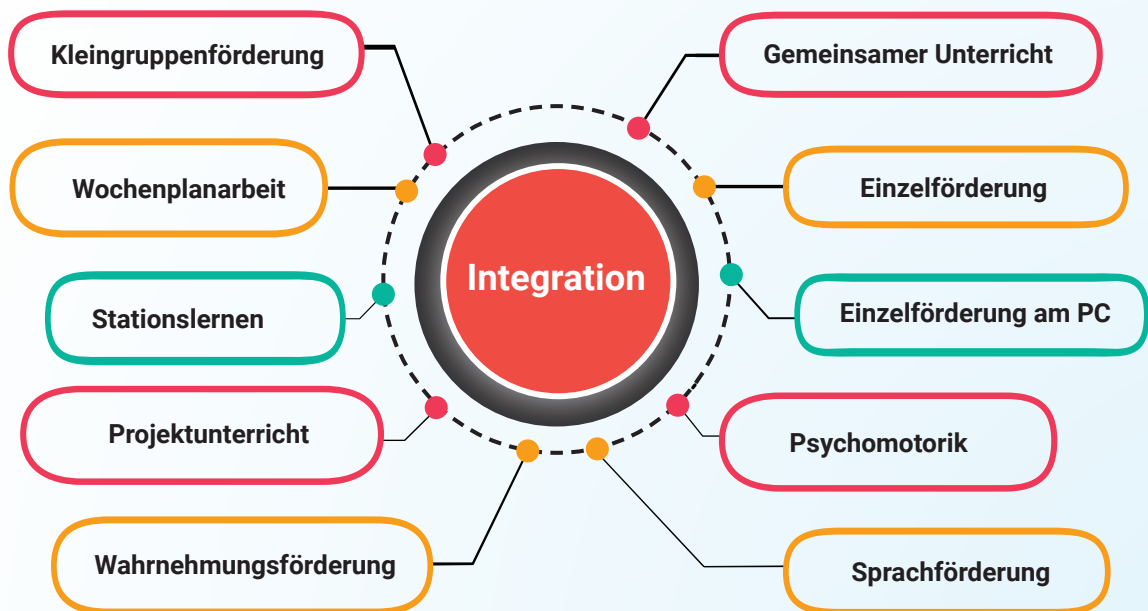 Kleingruppenförderung
Gemeinsamer Unterricht
Wochenplanarbeit
Einzelförderung
Integration
Stationslernen
Einzelförderung am PC
Projektunterricht
Psychomotorik
Wahrnehmungsförderung
Sprachförderung